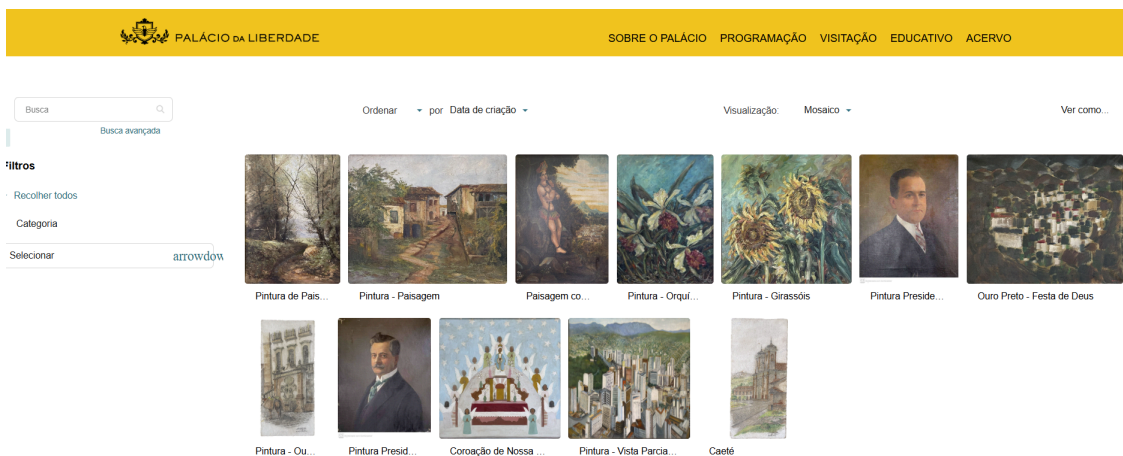 PALÁCIO DA LIBERDADE
SOBRE O PALÁCIO PROGRAMAÇÃO VISITAÇÃO EDUCATIVO ACERVO
Busca
Busca avançada
Ordenar por Data de criação
Visualização: Mosaico
Ver como...
Filtros
Recolher todos
Categoria
Selecionar arrowdow
Pintura de Pais...
Pintura - Paisagem
Paisagem co...
Pintura - Orquí...
Pintura - Girassóis
Pintura Preside...
Ouro Preto - Festa de Deus
Pintura - Ou...
Pintura Presid...
Coroação de Nossa ...
Pintura - Vista Parcia...
Caeté